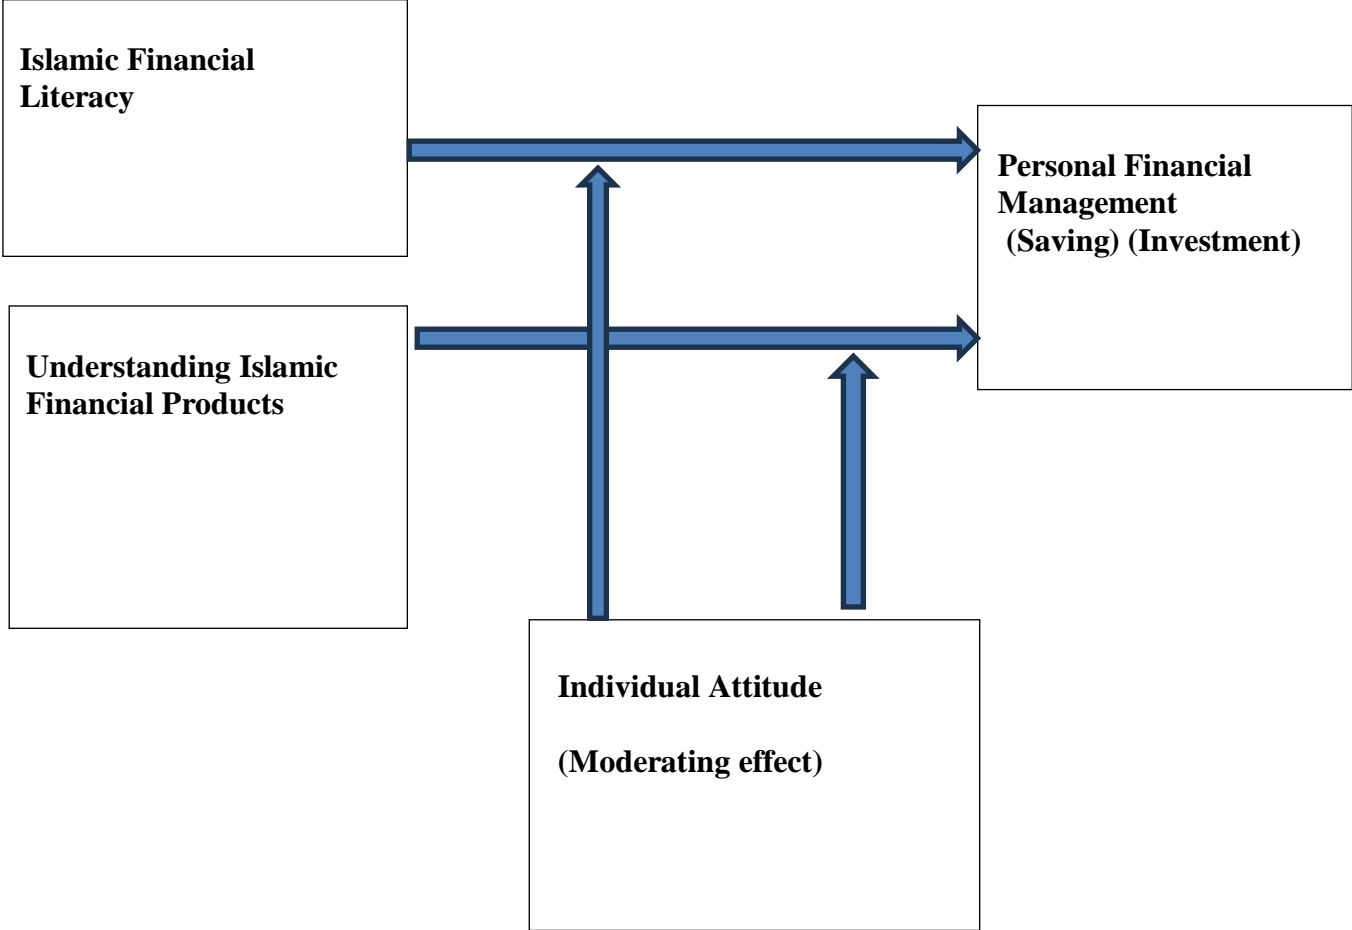 Islamic Financial
Literacy
Personal Financial
Management
(Saving) (Investment)
Understanding Islamic
Financial Products
Individual Attitude
(Moderating effect)